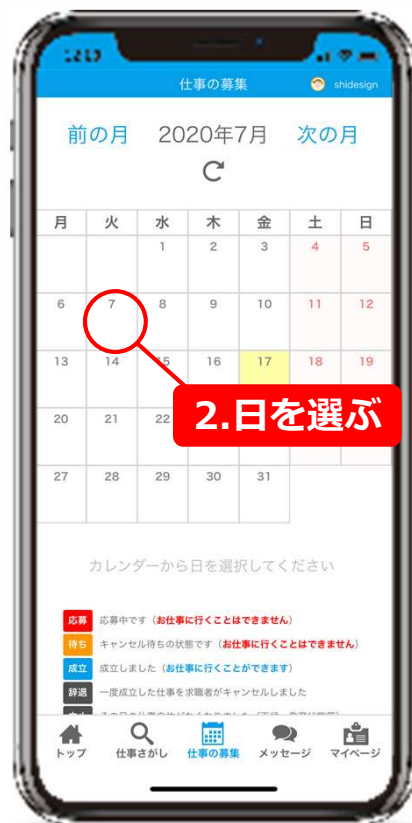 仕事の募集 shidesign
前の月 2020年7月 次の月
月 火 水 木 金 土 日
1 2 3 4 5
6 7 8 9 10 11 12
13 14 15 16 17 18 19
20 21 22
2.日を選ぶ
27 28 29 30 31
カレンダーから日を選択してください
応募 応募中です（お仕事に行くことはできません）
待ち キャンセル待ちの状態です（お仕事に行くことはできません）
成立 成立しました（お仕事に行くことができます）
辞退 一度成立した仕事を求職者がキャンセルしました
トップ 仕事さがし 仕事の募集 メッセージ マイページ